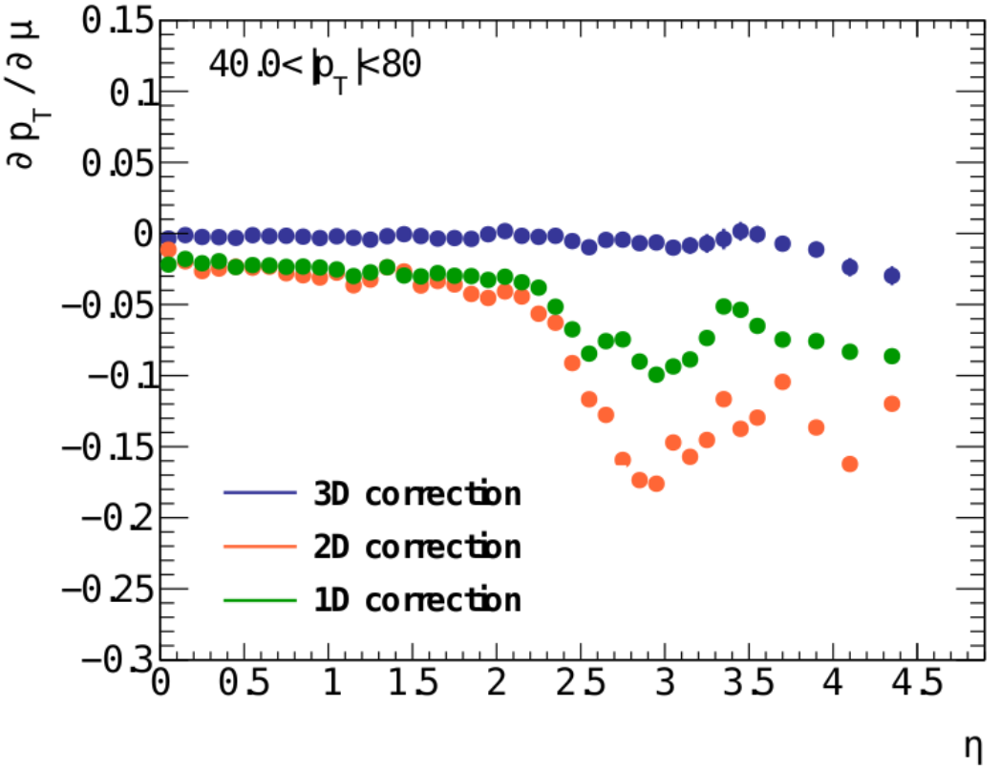 ∂ p_T / ∂ μ
40.0<|p_T|<80
0.15
0.1
0.05
0
−0.05
−0.1
−0.15
−0.2
−0.25
−0.3
3D correction
2D correction
1D correction
0 0.5 1 1.5 2 2.5 3 3.5 4 4.5
η